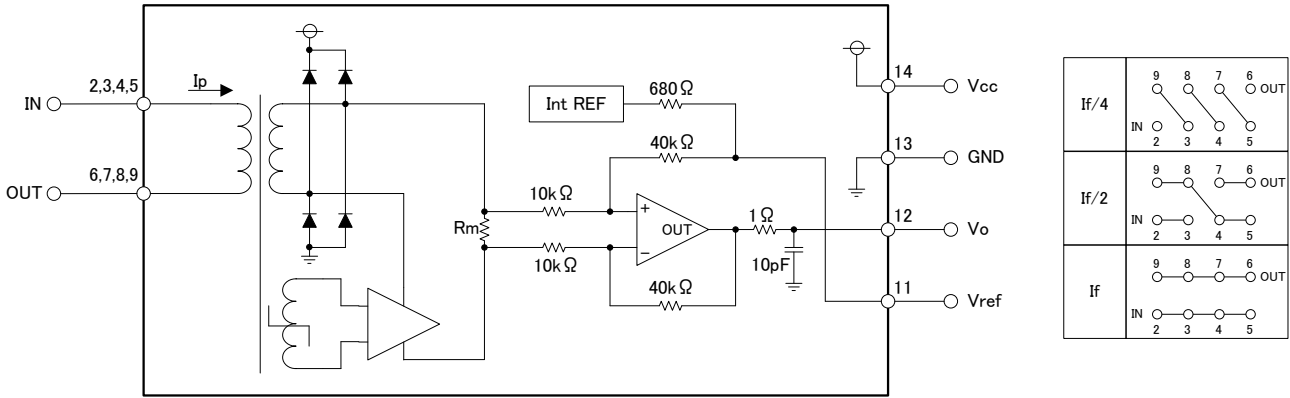 IN
2,3,4,5
Ip
OUT
6,7,8,9
Int REF
680Ω
40kΩ
10kΩ
10kΩ
Rm
+
−
OUT
40kΩ
1Ω
10pF
14
Vcc
13
GND
12
Vo
11
Vref
If/4
9 8 7 6
OUT
IN
2 3 4 5
If/2
9 8 7 6
OUT
IN
2 3 4 5
If
9 8 7 6
OUT
IN
2 3 4 5